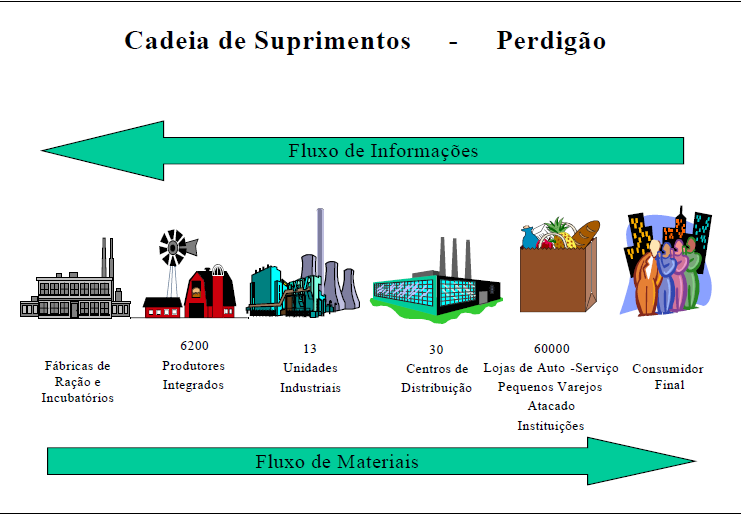 Cadeia de Suprimentos - Perdigão
Fluxo de Informações
Fábricas de
Ração e
Incubatórios
6200
Produtores
Integrados
13
Unidades
Industriais
30
Centros de
Distribuição
60000
Lojas de Auto -Serviço
Pequenos Varejos
Atacado
Instituições
Consumidor
Final
Fluxo de Materiais